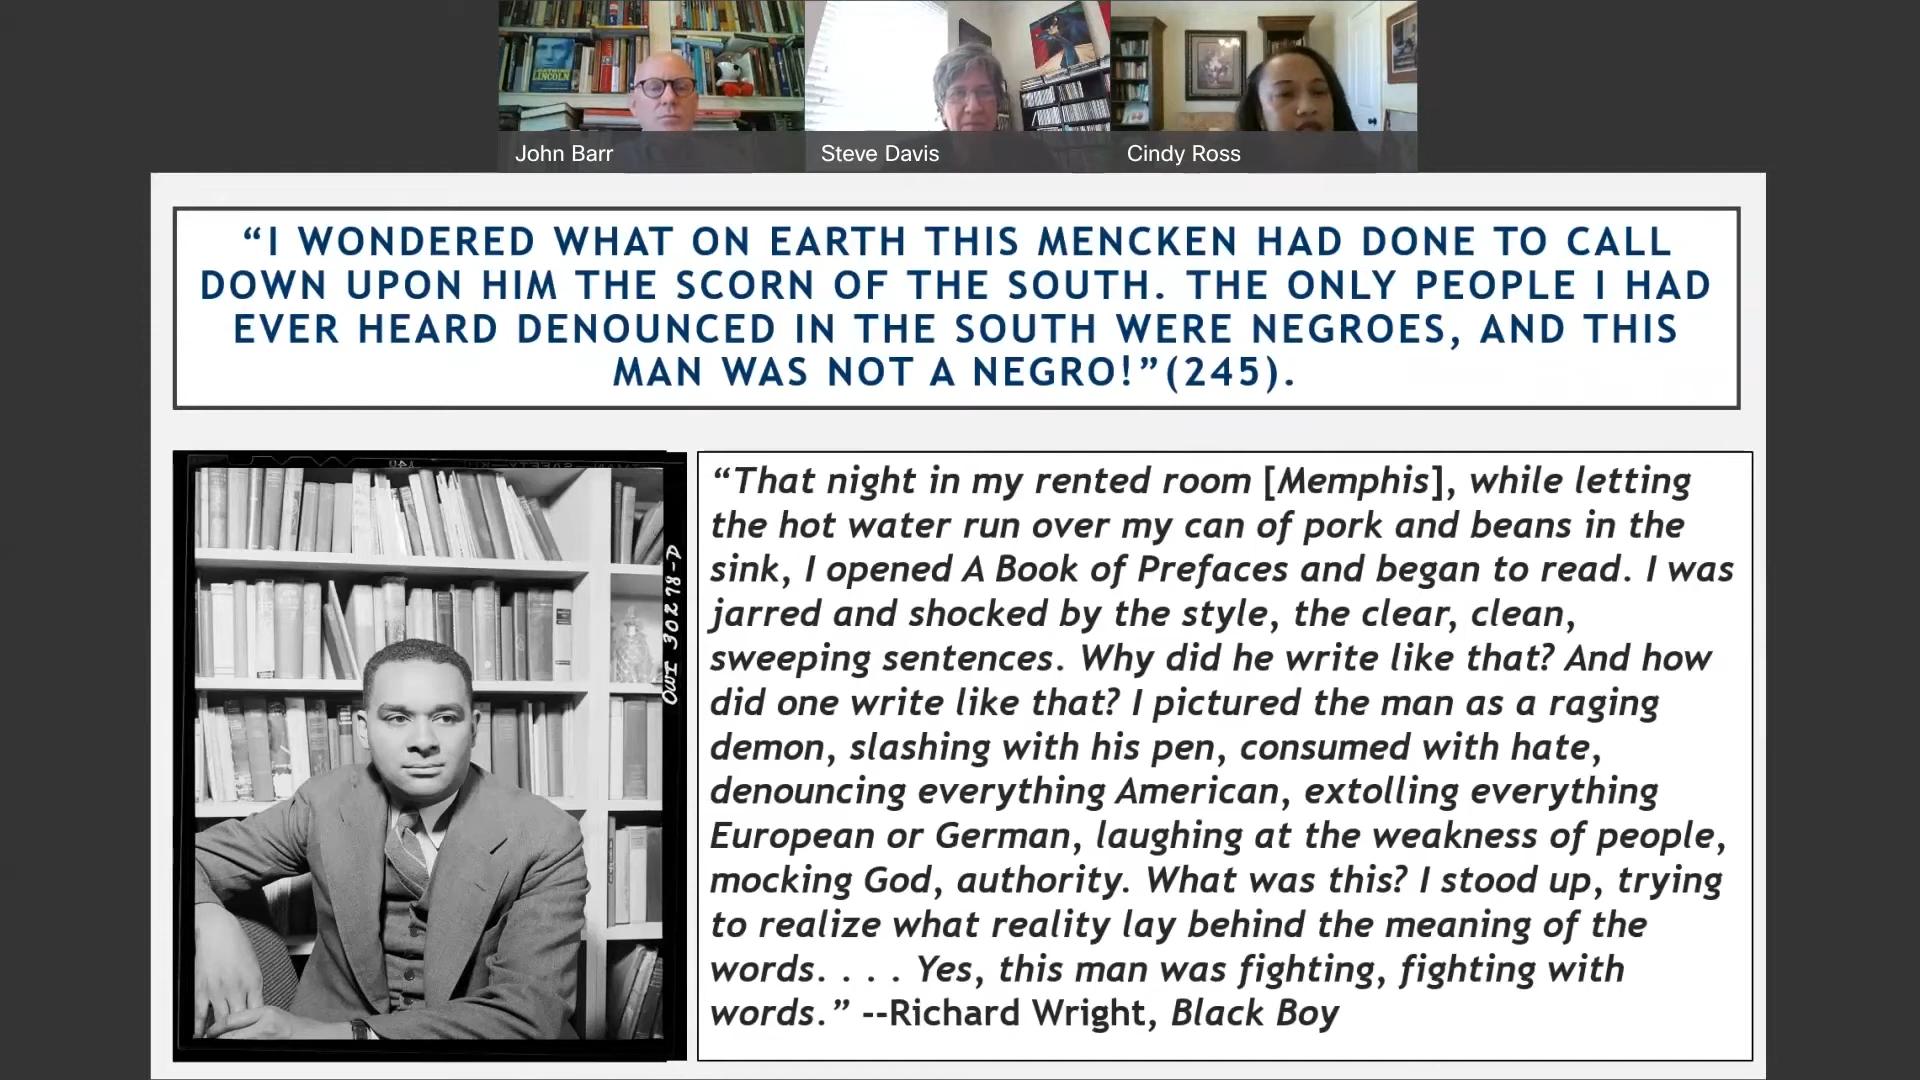 LINCOLN
John Barr
Steve Davis
Cindy Ross
“I WONDERED WHAT ON EARTH THIS MENCKEN HAD DONE TO CALL
DOWN UPON HIM THE SCORN OF THE SOUTH. THE ONLY PEOPLE I HAD
EVER HEARD DENOUNCED IN THE SOUTH WERE NEGROES, AND THIS
MAN WAS NOT A NEGRO!”(245).
OWI 30278-D
“That night in my rented room [Memphis], while letting
the hot water run over my can of pork and beans in the
sink, I opened A Book of Prefaces and began to read. I was
jarred and shocked by the style, the clear, clean,
sweeping sentences. Why did he write like that? And how
did one write like that? I pictured the man as a raging
demon, slashing with his pen, consumed with hate,
denouncing everything American, extolling everything
European or German, laughing at the weakness of people,
mocking God, authority. What was this? I stood up, trying
to realize what reality lay behind the meaning of the
words. . . . Yes, this man was fighting, fighting with
words.” --Richard Wright, Black Boy